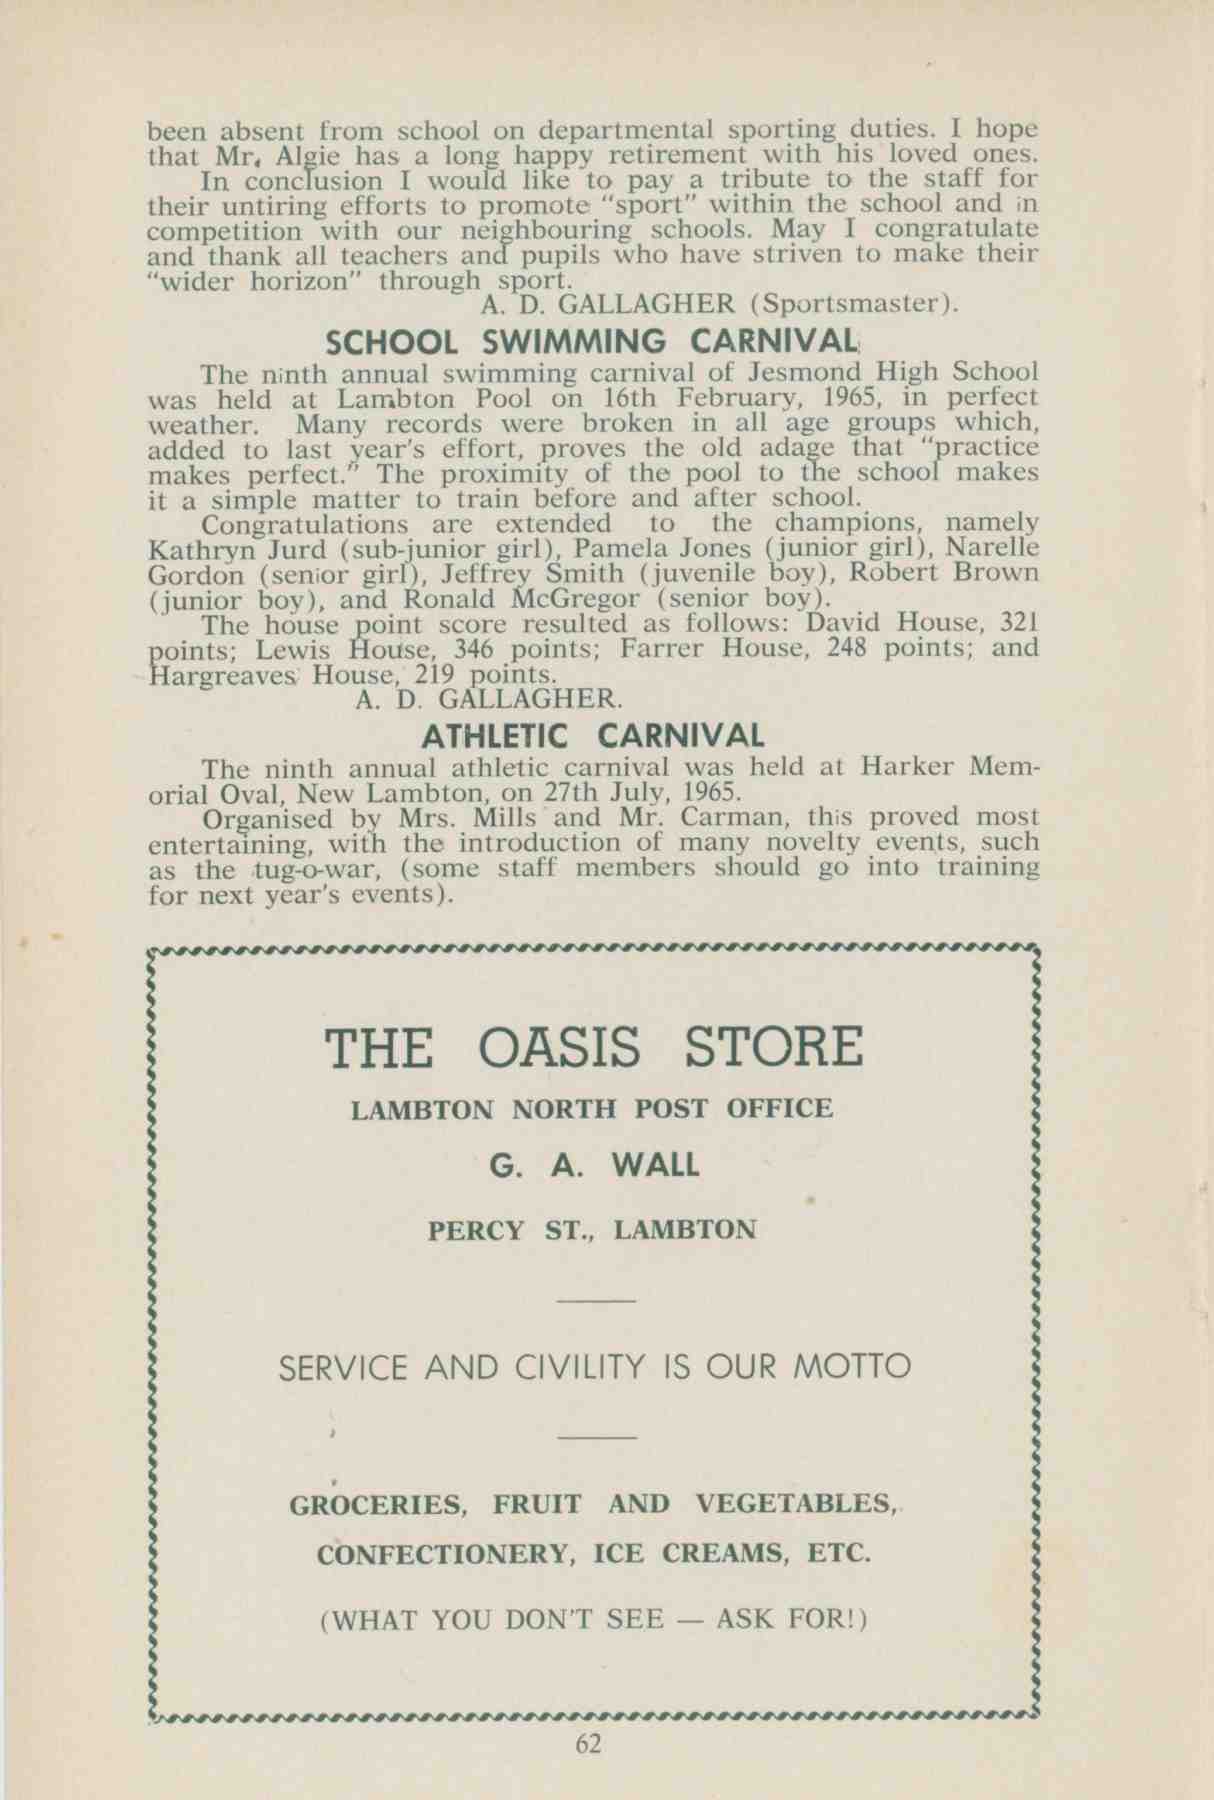 been absent from school on departmental sporting duties. I hope
that Mr. Algie has a long happy retirement with his loved ones.
In conclusion I would like to pay a tribute to the staff for
their untiring efforts to promote "sport" within the school and in
competition with our neighbouring schools. May I congratulate
and thank all teachers and pupils who have striven to make their
"wider horizon" through sport.
A. D. GALLAGHER (Sportsmaster).
SCHOOL SWIMMING CARNIVAL
The ninth annual swimming carnival of Jesmond High School
was held at Lambton Pool on 16th February, 1965, in perfect
weather. Many records were broken in all age groups which,
added to last year's effort, proves the old adage that "practice
makes perfect." The proximity of the pool to the school makes
it a simple matter to train before and after school.
Congratulations are extended to the champions, namely
Kathryn Jurd (sub-junior girl), Pamela Jones (junior girl), Narelle
Gordon (senior girl), Jeffrey Smith (juvenile boy), Robert Brown
(junior boy), and Ronald McGregor (senior boy).
The house point score resulted as follows: David House, 321
points; Lewis House, 346 points; Farrer House, 248 points; and
Hargreaves House, 219 points.
A. D. GALLAGHER.
ATHLETIC CARNIVAL
The ninth annual athletic carnival was held at Harker Mem-
orial Oval, New Lambton, on 27th July, 1965.
Organised by Mrs. Mills and Mr. Carman, this proved most
entertaining, with the introduction of many novelty events, such
as the tug-o-war, (some staff members should go into training
for next year's events).
THE OASIS STORE
LAMBTON NORTH POST OFFICE
G. A. WALL
PERCY ST., LAMBTON
SERVICE AND CIVILITY IS OUR MOTTO
GROCERIES, FRUIT AND VEGETABLES,
CONFECTIONERY, ICE CREAMS, ETC.
(WHAT YOU DON'T SEE — ASK FOR!)
62